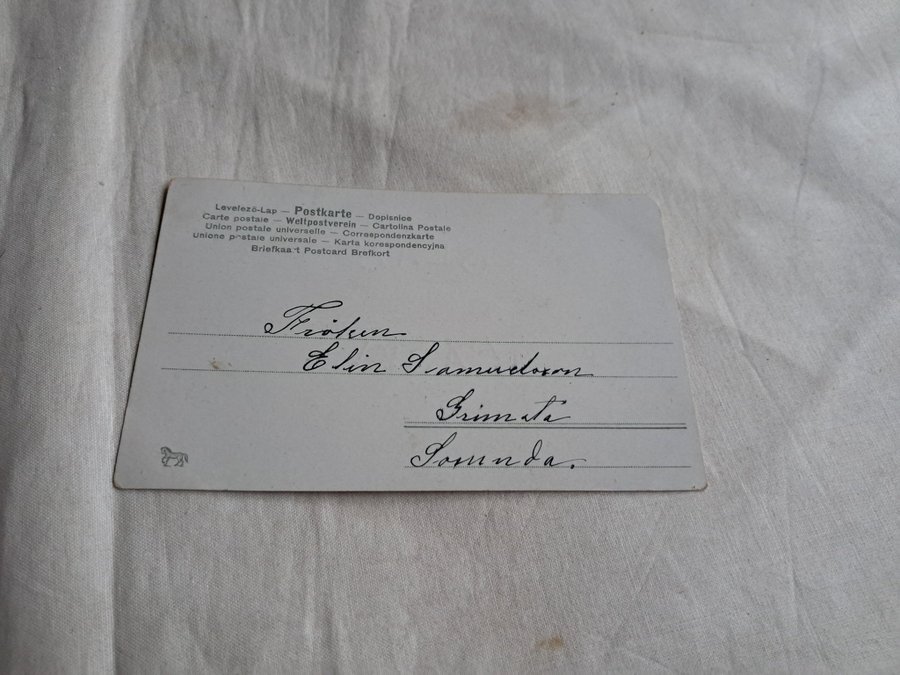 Levelező-Lap — Postkarte — Dopisnice
Carte postale — Weltpostverein — Cartolina Postale
Union postale universelle — Correspondenzkarte
Unione postale universale — Karta korespondencyjna
Briefkaart Postcard Brefkort
Fröken
Elin Samuelsson
Grimsta
Sorunda.